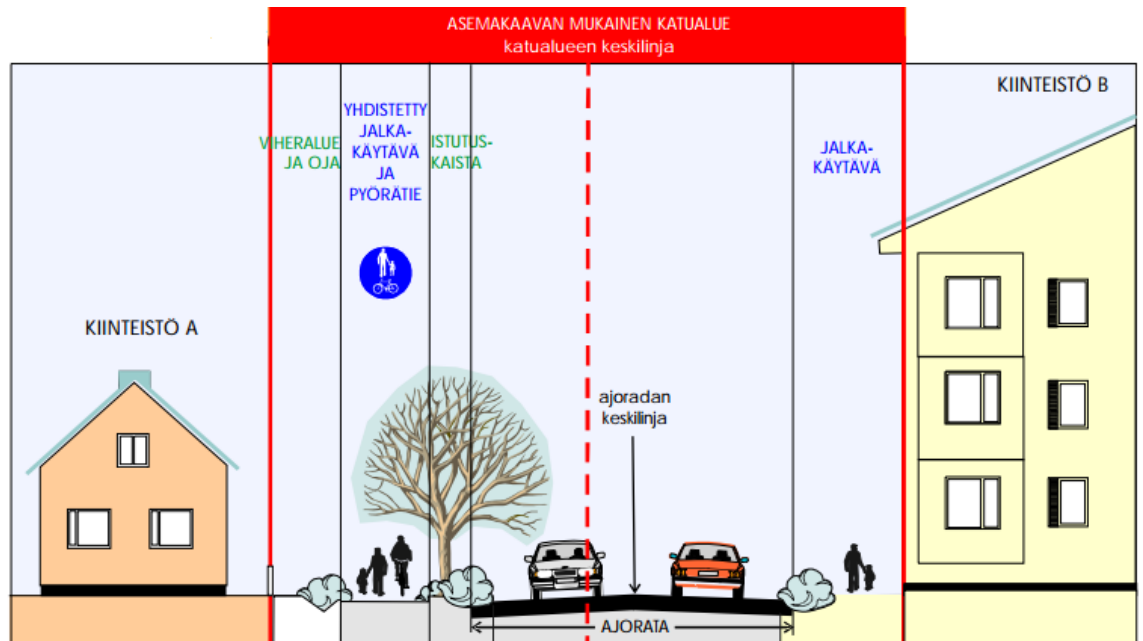 ASEMAKAAVAN MUKAINEN KATUALUE
katualueen keskilinja
KIINTEISTÖ B
VIHERALUE
JA OJA
YHDISTETTY
JALKA-
KÄYTÄVÄ
JA
PYÖRÄTIE
ISTUTUS-
KAISTA
JALKA-
KÄYTÄVÄ
KIINTEISTÖ A
ajoradan
keskilinja
AJORATA